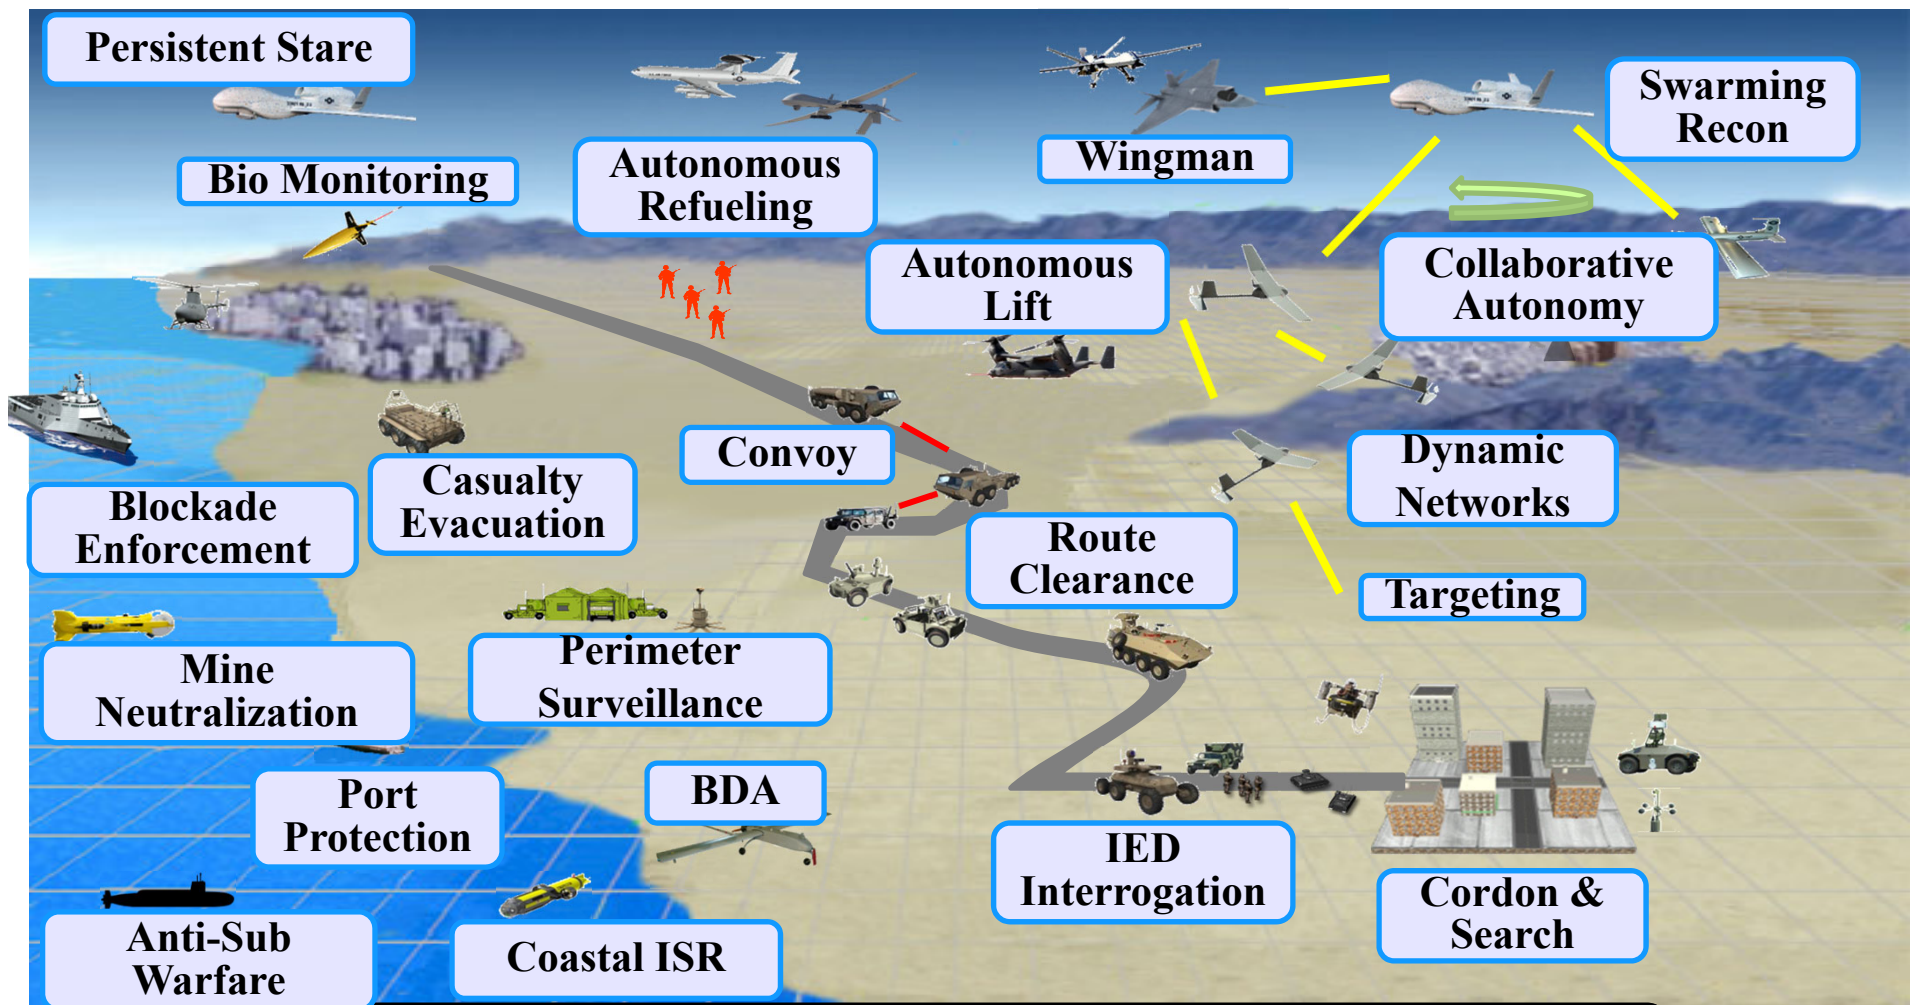 Persistent Stare
Bio Monitoring
Autonomous
Refueling
Wingman
Swarming
Recon
Autonomous
Lift
Collaborative
Autonomy
Convoy
Casualty
Evacuation
Dynamic
Networks
Blockade
Enforcement
Route
Clearance
Targeting
Mine
Neutralization
Perimeter
Surveillance
Port
Protection
BDA
IED
Interrogation
Cordon &
Search
Anti-Sub
Warfare
Coastal ISR